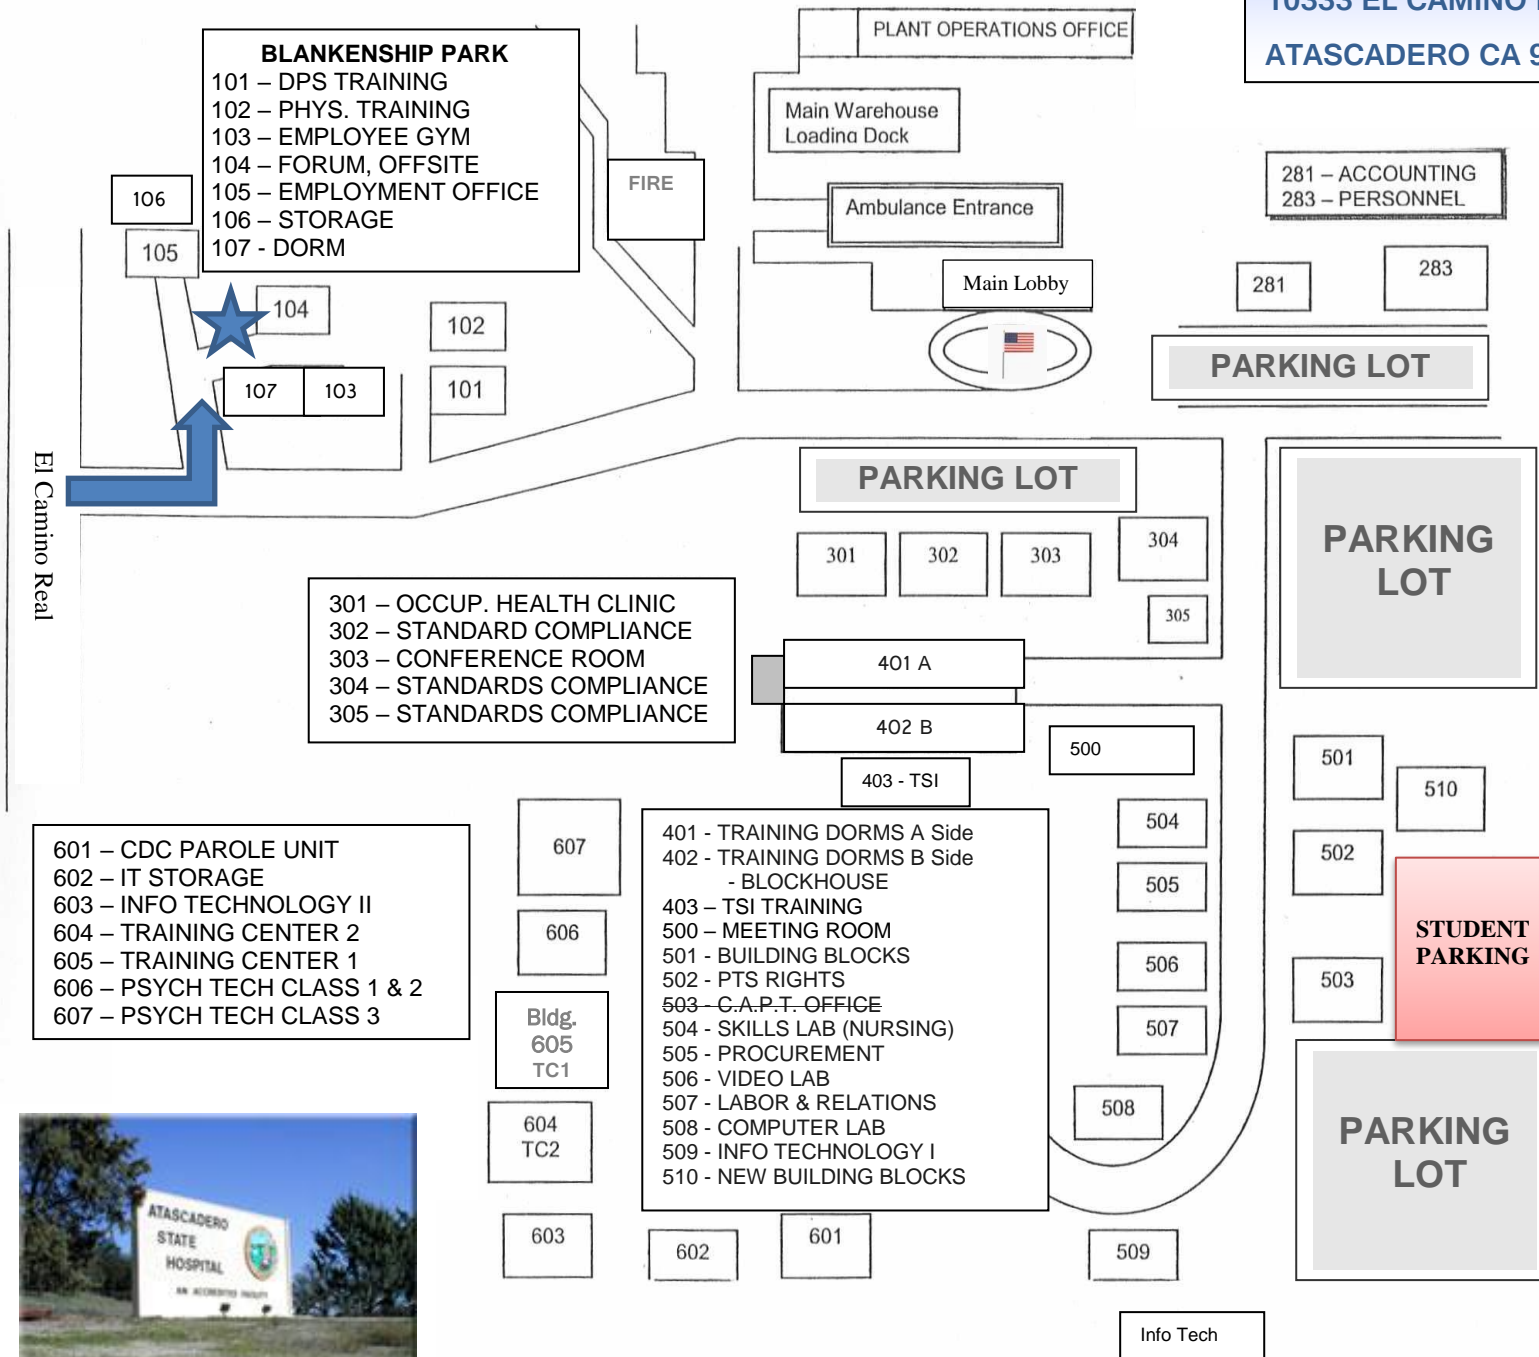 10333 EL CAMINO
ATASCADERO CA
PLANT OPERATIONS OFFICE
BLANKENSHIP PARK
101 – DPS TRAINING
102 – PHYS. TRAINING
103 – EMPLOYEE GYM
104 – FORUM, OFFSITE
105 – EMPLOYMENT OFFICE
106 – STORAGE
107 - DORM
Main Warehouse
Loading Dock
FIRE
Ambulance Entrance
281 – ACCOUNTING
283 – PERSONNEL
106
105
104
102
101
107
103
Main Lobby
281
283
PARKING LOT
El Camino Real
PARKING LOT
PARKING
LOT
301
302
303
304
305
301 – OCCUP. HEALTH CLINIC
302 – STANDARD COMPLIANCE
303 – CONFERENCE ROOM
304 – STANDARDS COMPLIANCE
305 – STANDARDS COMPLIANCE
401 A
402 B
403 - TSI
500
501
510
502
503
504
505
506
507
508
STUDENT
PARKING
PARKING
LOT
601 – CDC PAROLE UNIT
602 – IT STORAGE
603 – INFO TECHNOLOGY II
604 – TRAINING CENTER 2
605 – TRAINING CENTER 1
606 – PSYCH TECH CLASS 1 & 2
607 – PSYCH TECH CLASS 3
607
606
Bldg.
605
TC1
604
TC2
603
602
601
509
401 - TRAINING DORMS A Side
402 - TRAINING DORMS B Side
- BLOCKHOUSE
403 – TSI TRAINING
500 – MEETING ROOM
501 - BUILDING BLOCKS
502 - PTS RIGHTS
503 - C.A.P.T. OFFICE
504 - SKILLS LAB (NURSING)
505 - PROCUREMENT
506 - VIDEO LAB
507 - LABOR & RELATIONS
508 - COMPUTER LAB
509 - INFO TECHNOLOGY I
510 - NEW BUILDING BLOCKS
ATASCADERO
STATE
HOSPITAL
AN ACCREDITED FACILITY
Info Tech